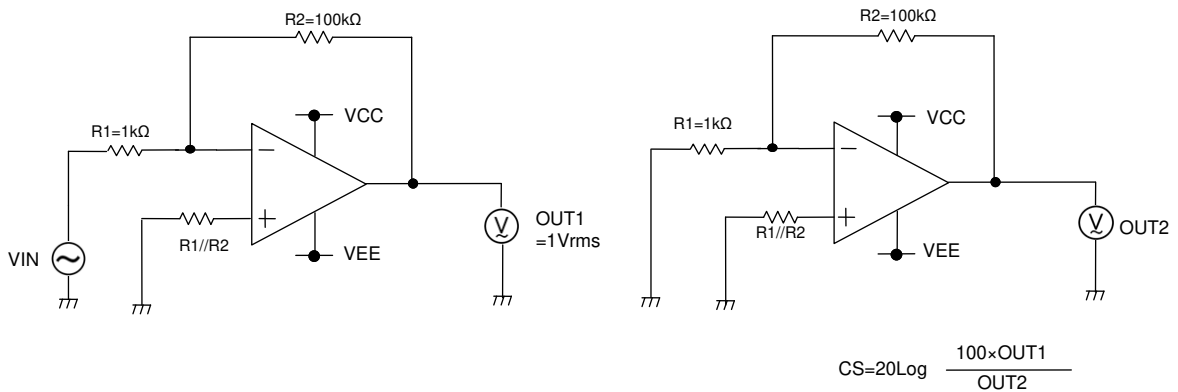 R2=100kΩ
VCC
R1=1kΩ
R1//R2
VEE
VIN
OUT1
=1Vrms
V
R2=100kΩ
VCC
R1=1kΩ
R1//R2
VEE
V
OUT2
CS=20Log 100×OUT1
OUT2